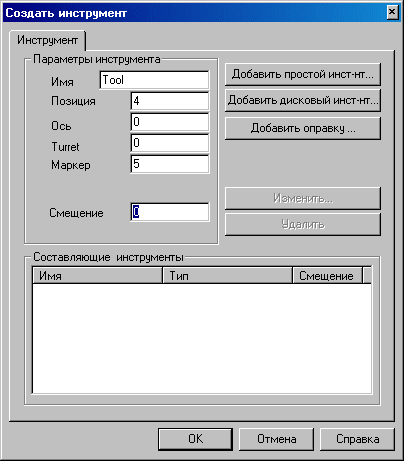 Создать инструмент
Инструмент
Параметры инструмента
Имя Tool
Позиция 4
Ось 0
Turret 0
Маркер 5
Смещение 0
Добавить простой инст-нт...
Добавить дисковый инст-нт...
Добавить оправку ...
Изменить...
Удалить
Составляющие инструменты
Имя Тип Смещение
OK Отмена Справка